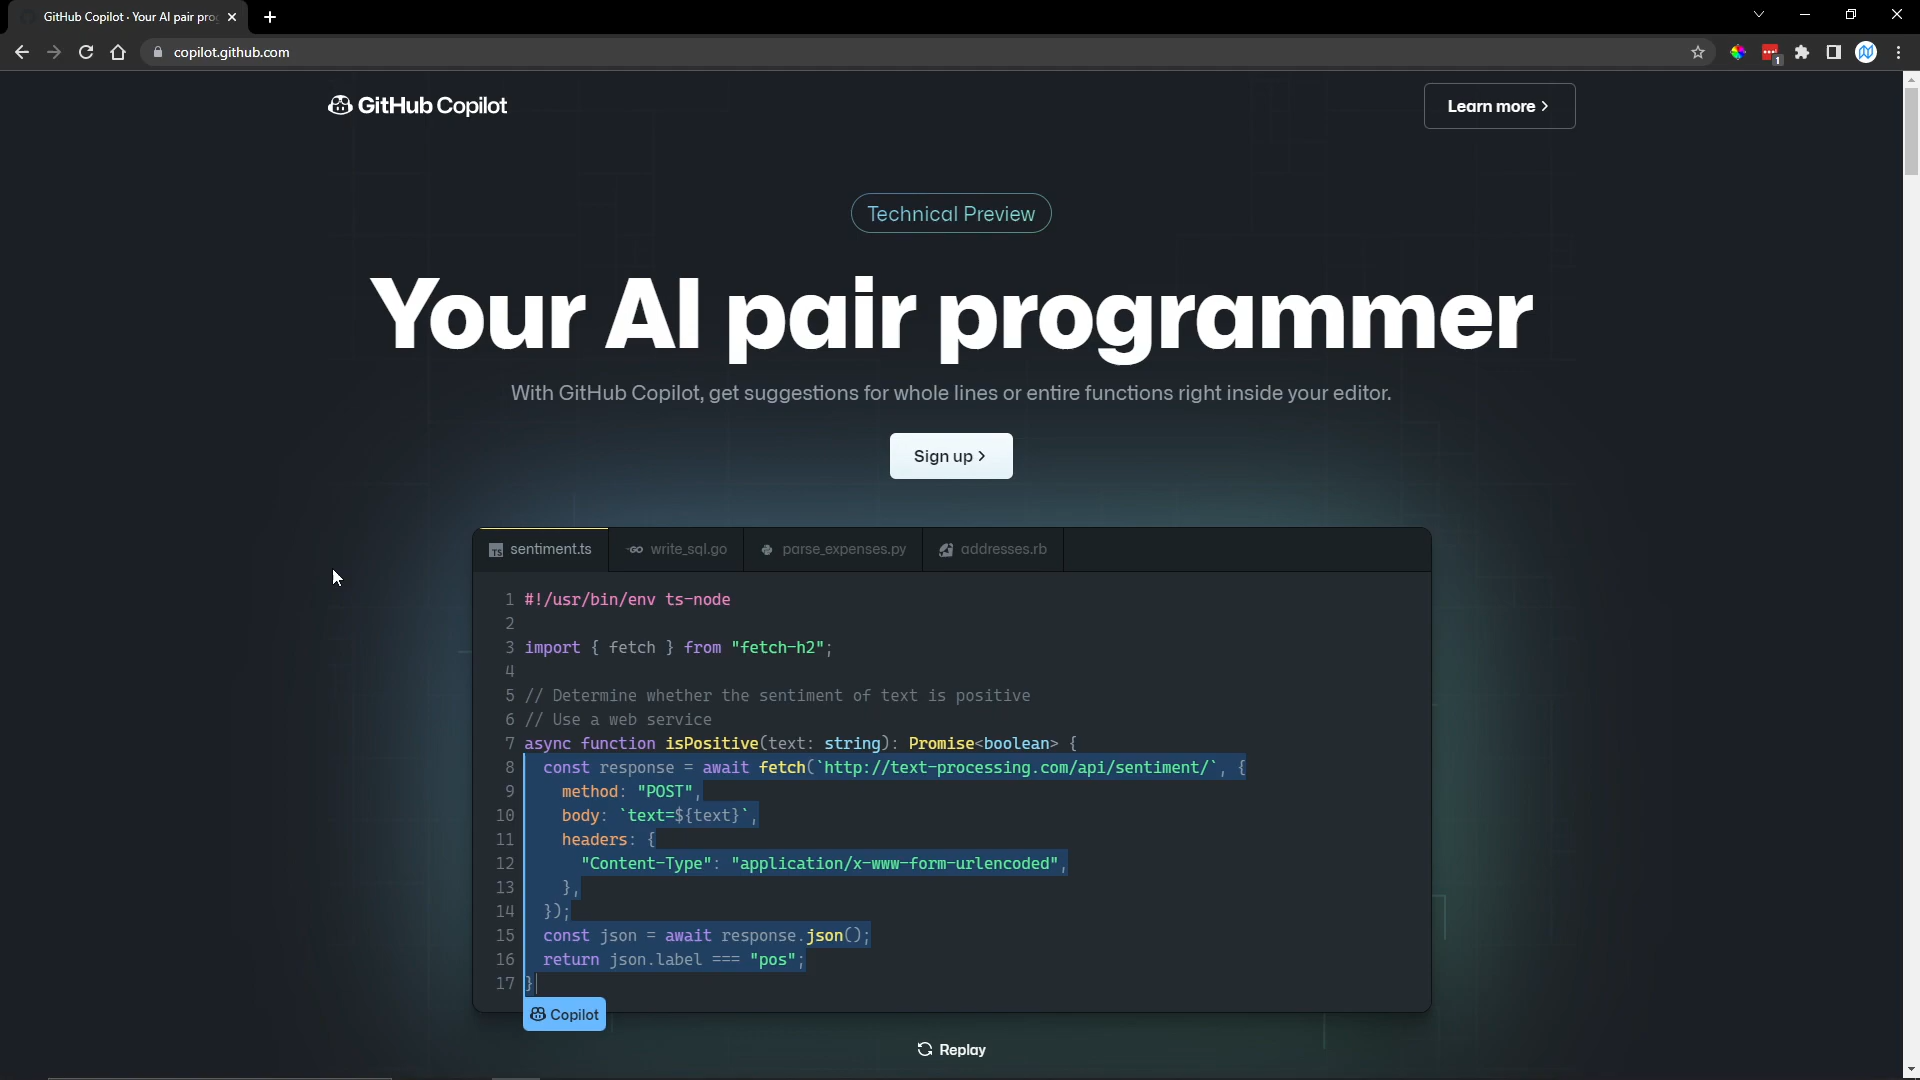 GitHub Copilot · Your AI pair pro
copilot.github.com
1
GitHub Copilot
Learn more >
Technical Preview
Your AI pair programmer
With GitHub Copilot, get suggestions for whole lines or entire functions right inside your editor.
Sign up >
TS sentiment.ts GO write_sql.go parse_expenses.py addresses.rb
1 #!/usr/bin/env ts-node
2
3 import { fetch } from "fetch-h2";
4
5 // Determine whether the sentiment of text is positive
6 // Use a web service
7 async function isPositive(text: string): Promise<boolean> {
8 const response = await fetch(`http://text-processing.com/api/sentiment/`, {
9 method: "POST",
10 body: `text=${text}`,
11 headers: {
12 "Content-Type": "application/x-www-form-urlencoded",
13 },
14 });
15 const json = await response.json();
16 return json.label === "pos";
17 }
Copilot
Replay